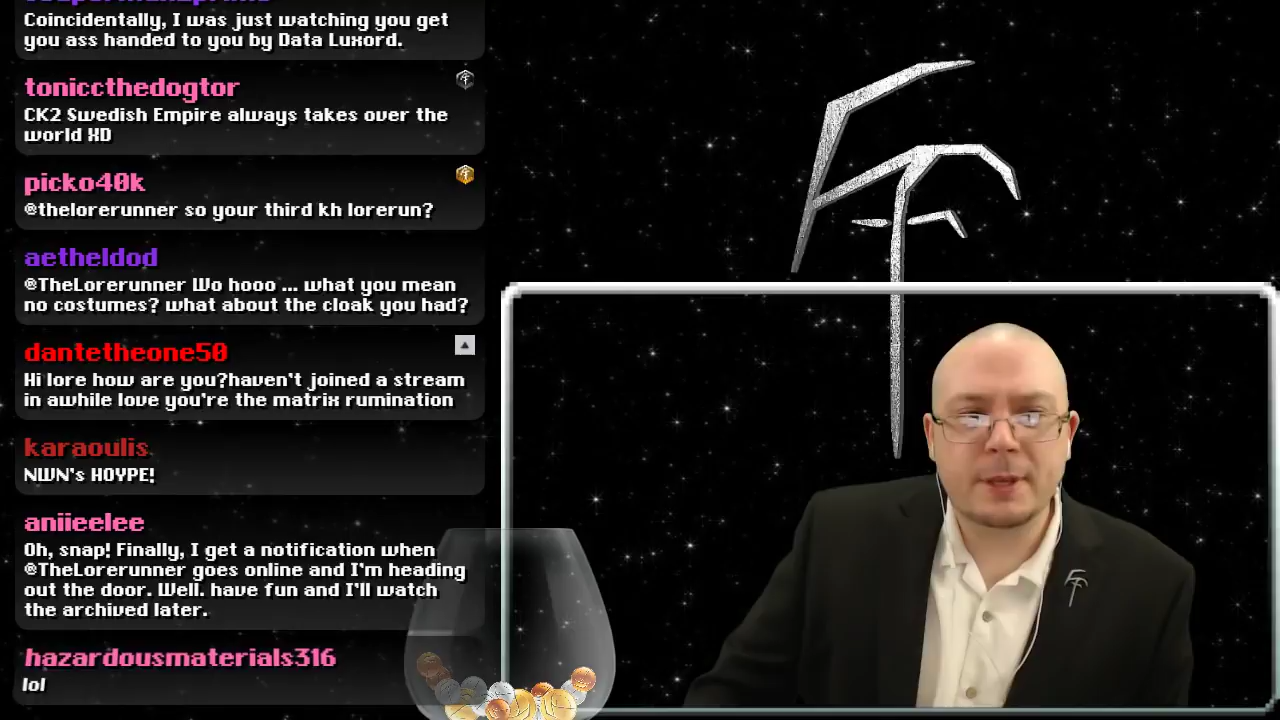 Coincidentally, I was just watching you get
you ass handed to you by Data Luxord.
toniccthedogtor
CK2 Swedish Empire always takes over the
world XD
picko40k
@thelorerunner so your third kh lorerun?
aetheldod
@TheLorerunner Wo hooo ... what you mean
no costumes? what about the cloak you had?
dantetheone50
Hi lore how are you?haven't joined a stream
in awhile love you're the matrix rumination
karaoulis
NWN's HOYPE!
aniieelee
Oh, snap! Finally, I get a notification when
@TheLorerunner goes online and I'm heading
out the door. Well. have fun and I'll watch
the archived later.
hazardousmaterials316
lol